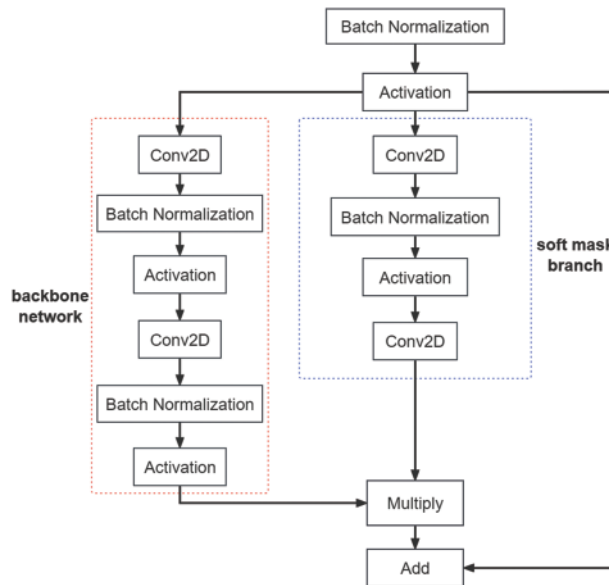 Batch Normalization
Activation
Conv2D
Batch Normalization
Activation
Conv2D
Batch Normalization
Activation
backbone
network
Conv2D
Batch Normalization
Activation
Conv2D
soft mask
branch
Multiply
Add